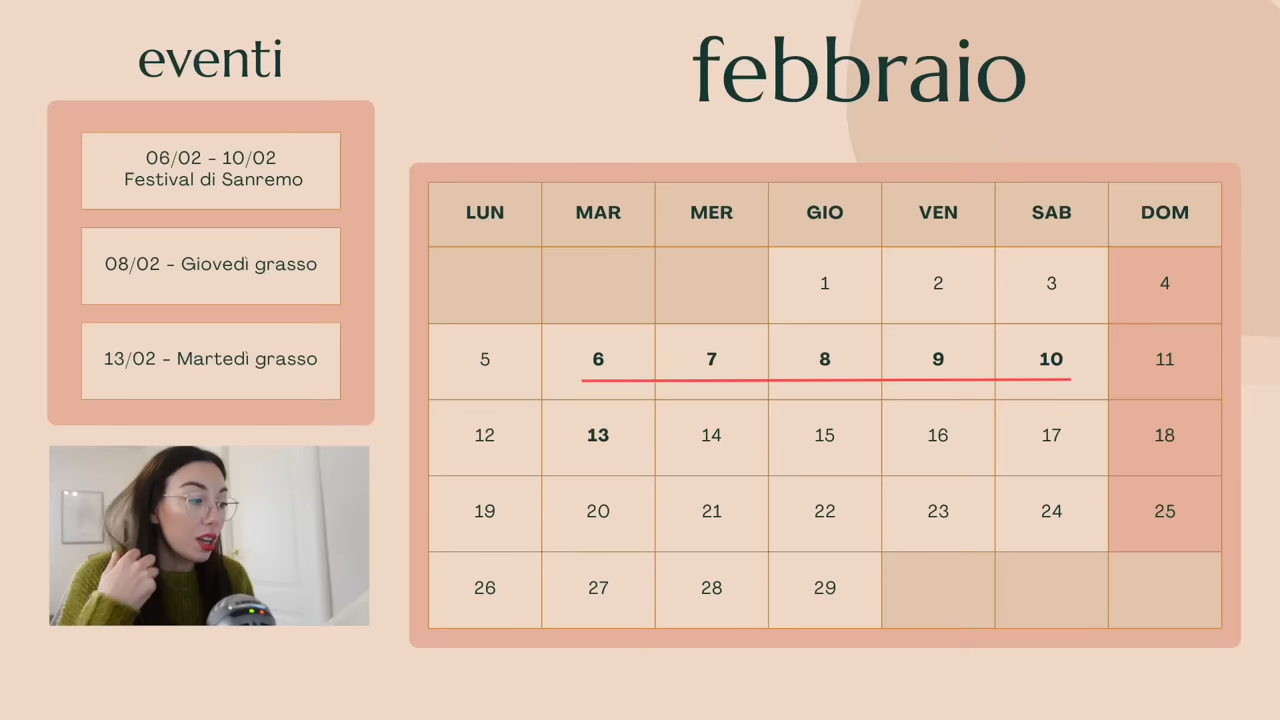 eventi
06/02 - 10/02
Festival di Sanremo
08/02 - Giovedì grasso
13/02 - Martedì grasso
febbraio
LUN MAR MER GIO VEN SAB DOM
1 2 3 4
5 6 7 8 9 10 11
12 13 14 15 16 17 18
19 20 21 22 23 24 25
26 27 28 29